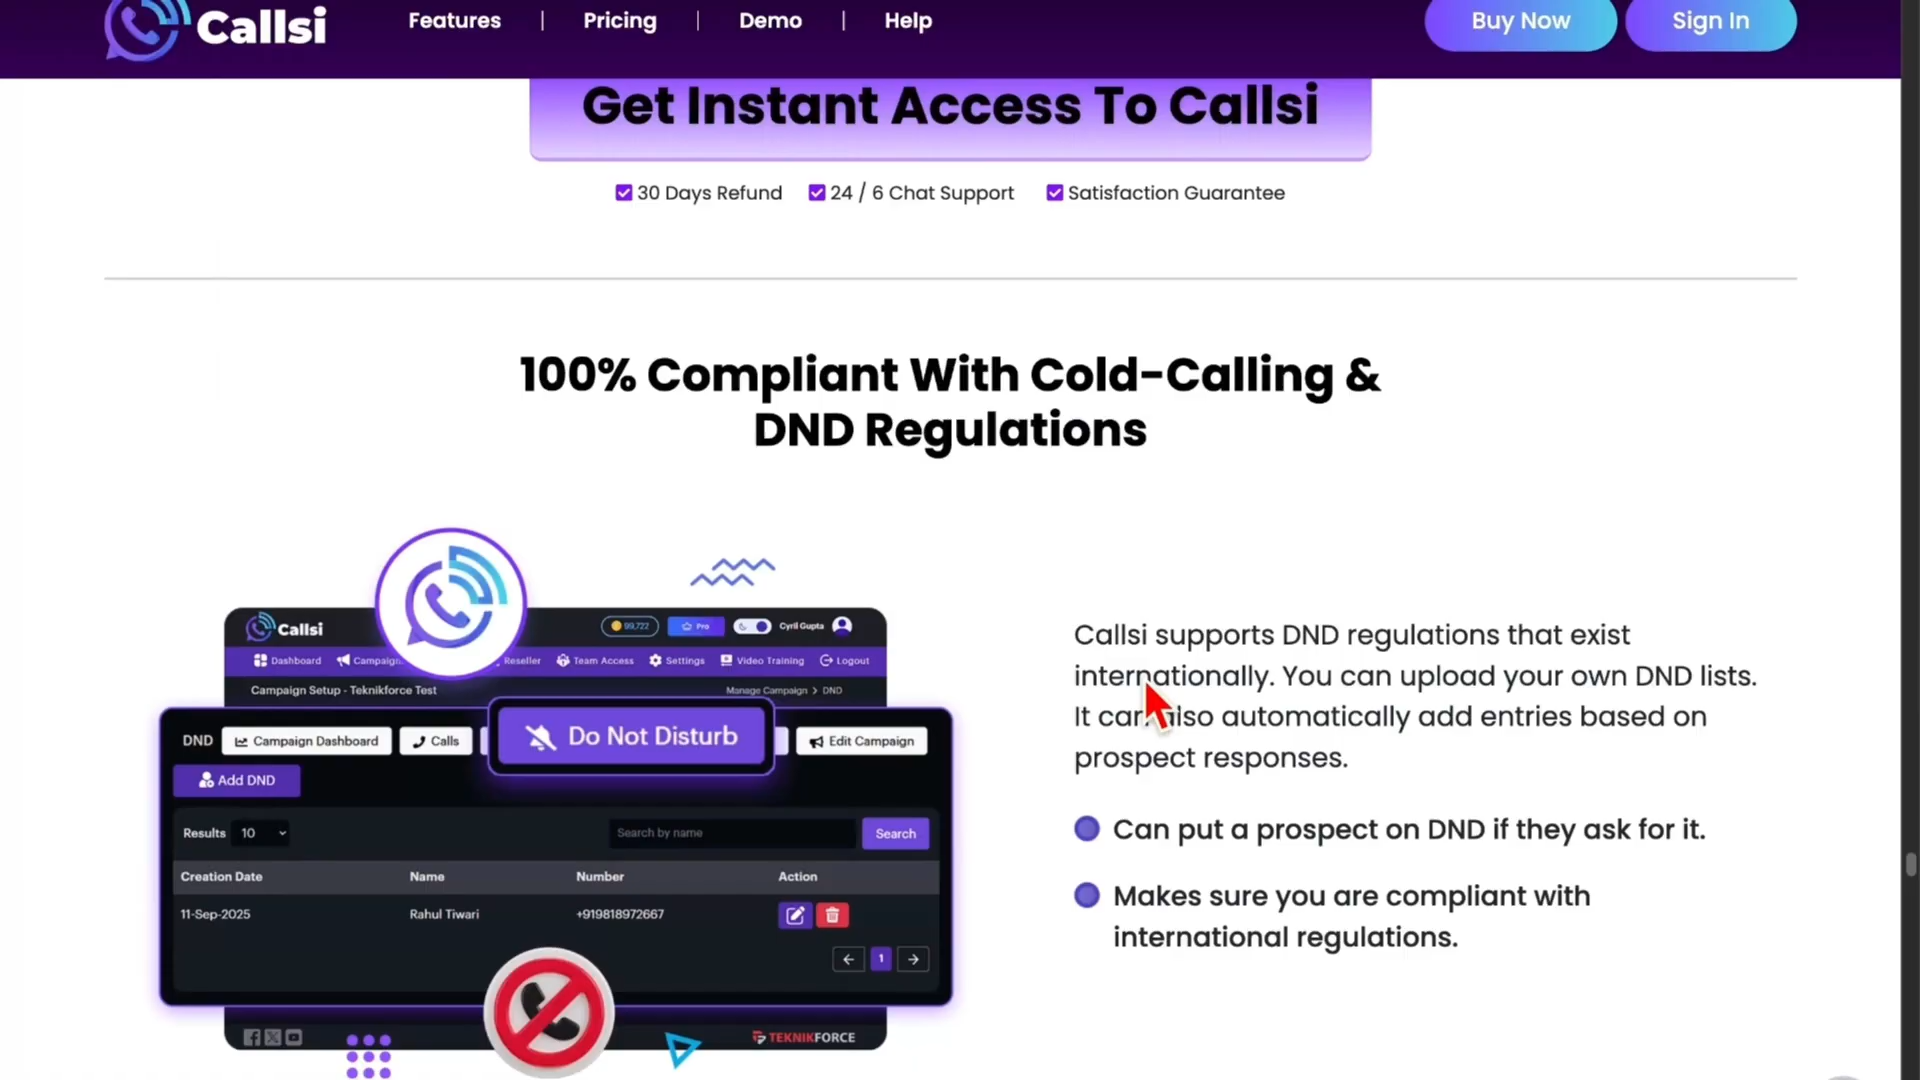 Callsi
Features | Pricing | Demo | Help
Buy Now
Sign In
Get Instant Access To Callsi
30 Days Refund
24 / 6 Chat Support
Satisfaction Guarantee
100% Compliant With Cold-Calling &
DND Regulations
Callsi
99,722
Pro
Cyril Gupta
Dashboard
Campaign
Reseller
Team Access
Settings
Video Training
Logout
Campaign Setup - Teknikforce Test
Manage Campaign > DND
DND
Campaign Dashboard
Calls
Do Not Disturb
Edit Campaign
Add DND
Results 10
Search by name
Search
Creation Date Name Number Action
11-Sep-2025 Rahul Tiwari +919818972667
1
TEKNIKFORCE
Callsi supports DND regulations that exist
internationally. You can upload your own DND lists.
It can also automatically add entries based on
prospect responses.
Can put a prospect on DND if they ask for it.
Makes sure you are compliant with
international regulations.